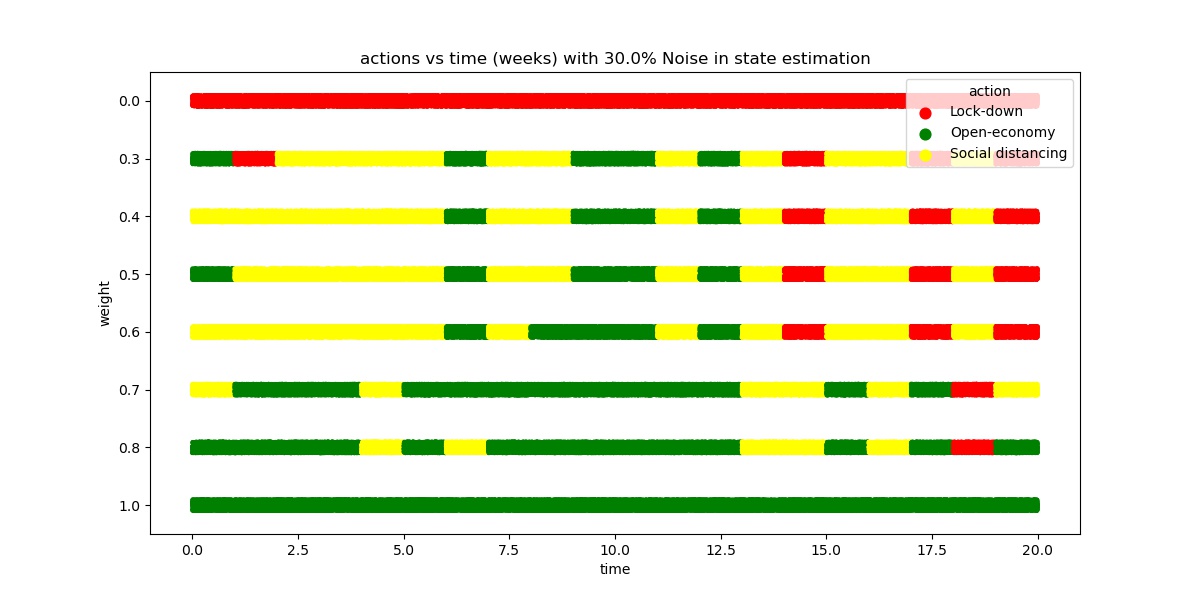 actions vs time (weeks) with 30.0% Noise in state estimation
action
Lock-down
Open-economy
Social distancing
weight
0.0
0.3
0.4
0.5
0.6
0.7
0.8
1.0
0.0 2.5 5.0 7.5 10.0 12.5 15.0 17.5 20.0
time